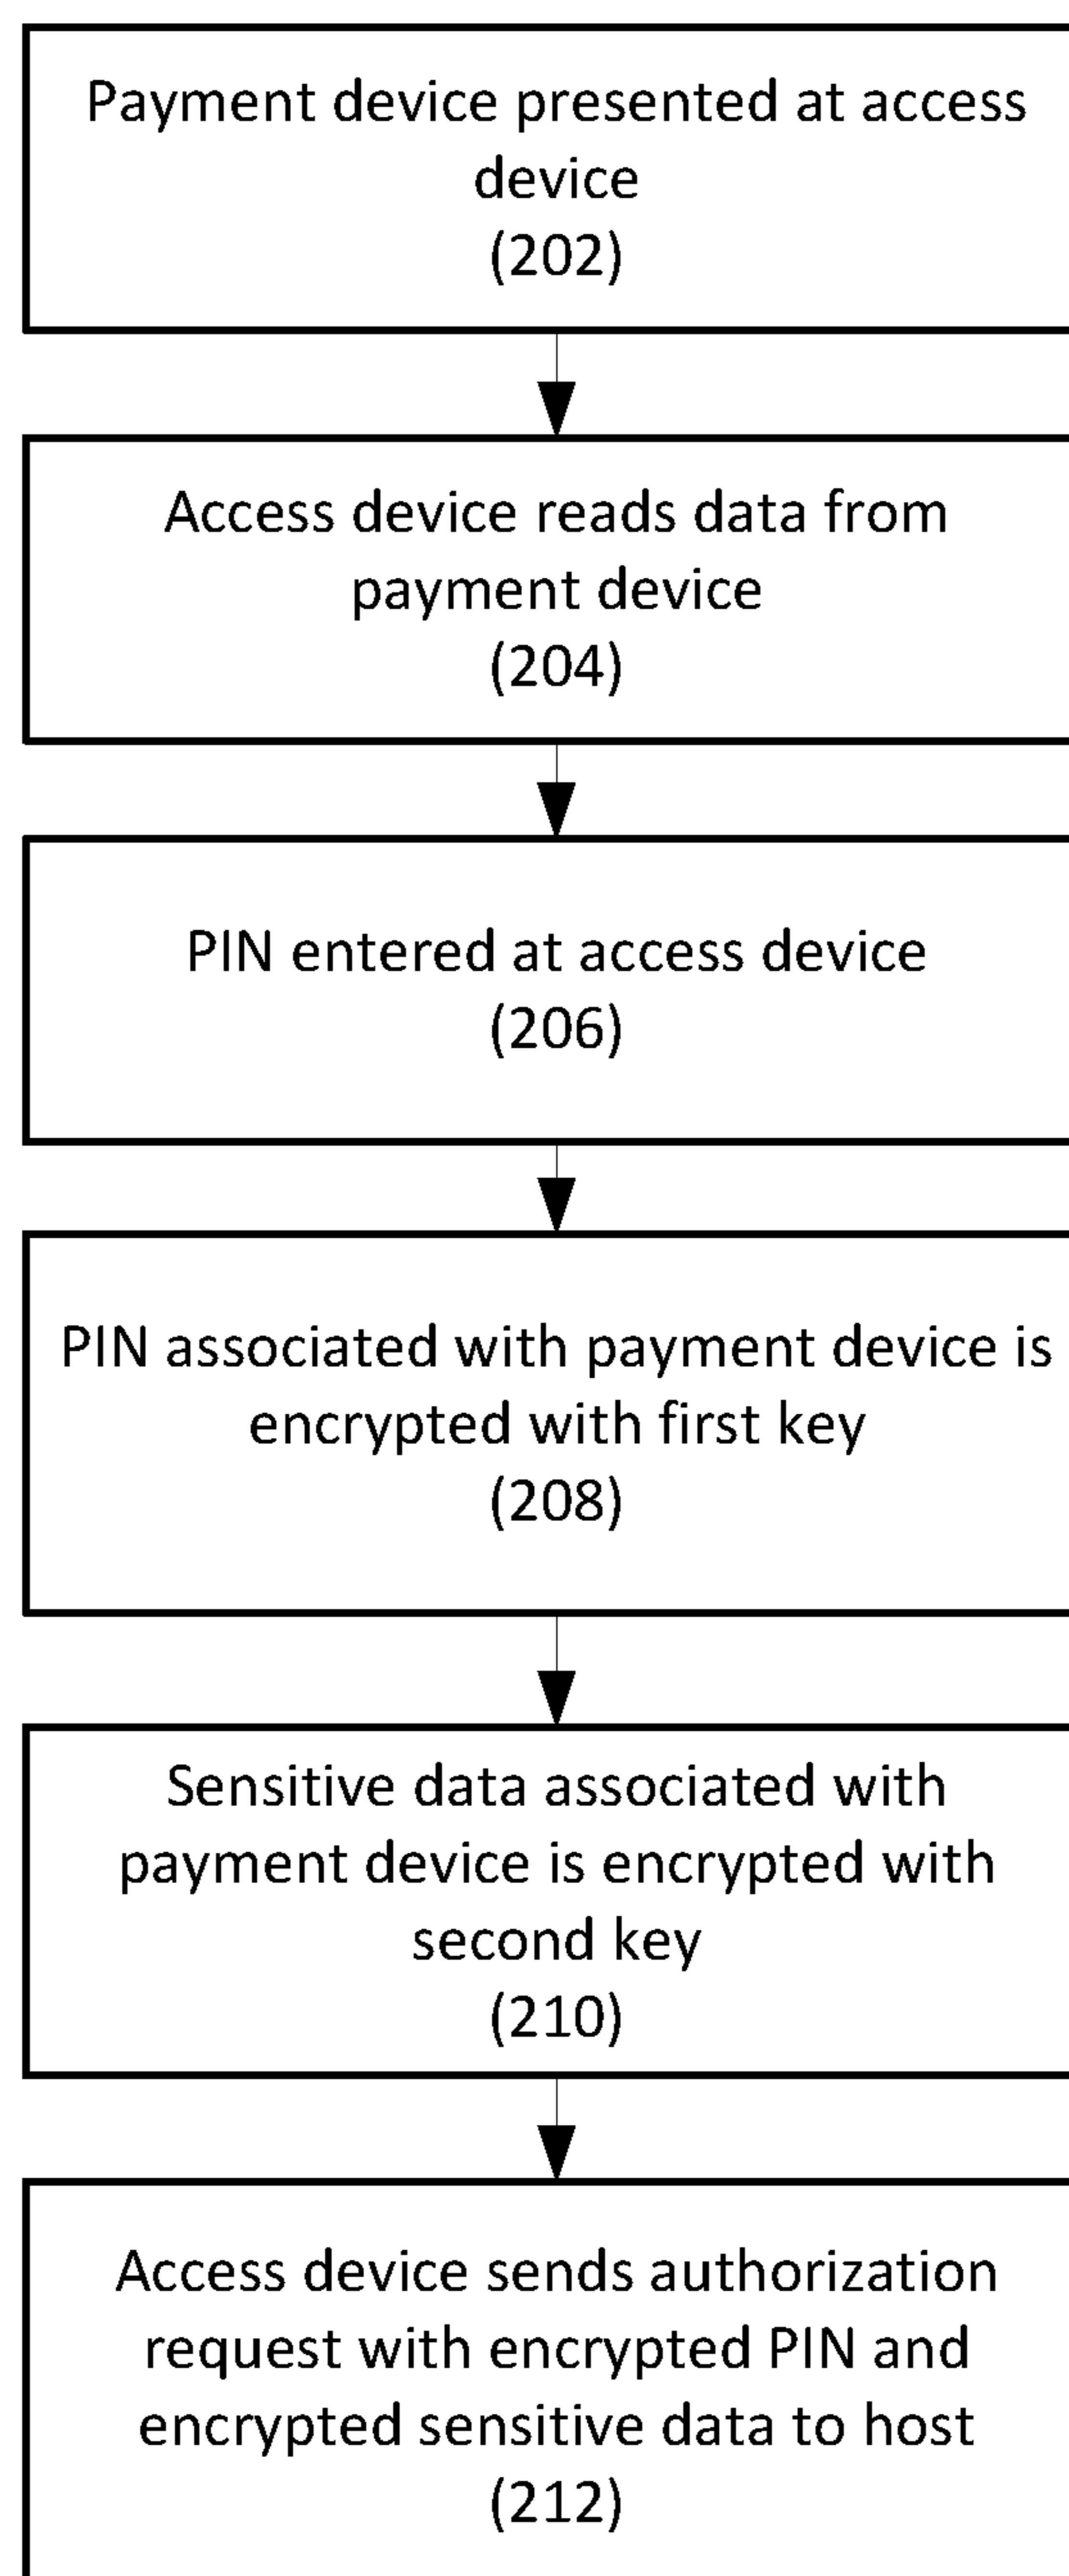 Payment device presented at access
device
(202)
Access device reads data from
payment device
(204)
PIN entered at access device
(206)
PIN associated with payment device is
encrypted with first key
(208)
Sensitive data associated with
payment device is encrypted with
second key
(210)
Access device sends authorization
request with encrypted PIN and
encrypted sensitive data to host
(212)